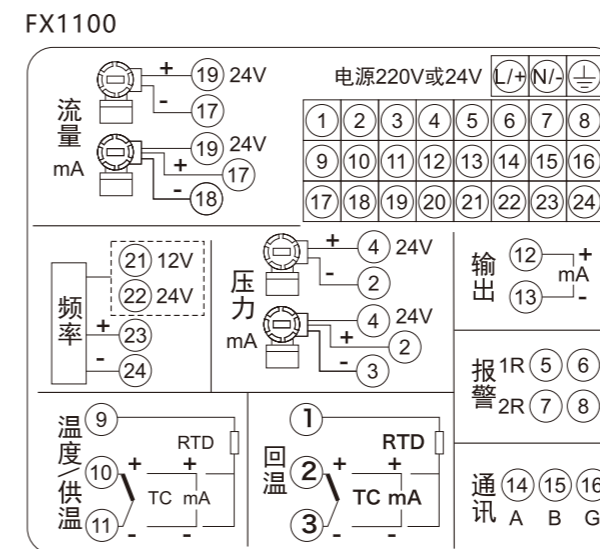 FX1100
流量 mA
+ 19 24V
- 17
19 24V
+ 17
- 18
电源220V或24V L/+ N/-
1 2 3 4 5 6 7 8
9 10 11 12 13 14 15 16
17 18 19 20 21 22 23 24
频率
21 12V
22 24V
+ 23
- 24
压力 mA
+ 4 24V
- 2
4 24V
+ 2
- 3
输出
12 +
mA
13 -
报警
1R 5 6
2R 7 8
温度/供温
9
RTD
10 + +
TC mA
11 - -
回温
1
RTD
2 + +
TC mA
3 - -
通讯
14 15 16
A B G